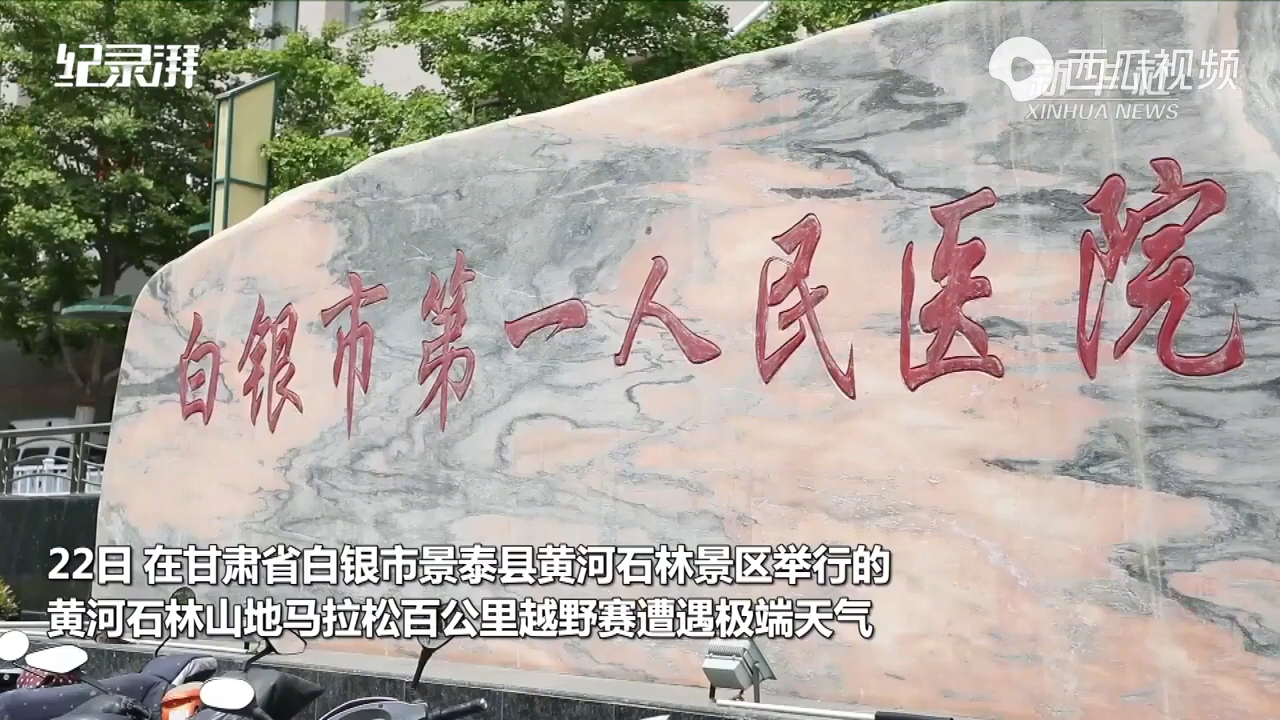 纪录湃
西瓜视频
XINHUA NEWS
白银市第一人民医院
22日 在甘肃省白银市景泰县黄河石林景区举行的
黄河石林山地马拉松百公里越野赛遭遇极端天气